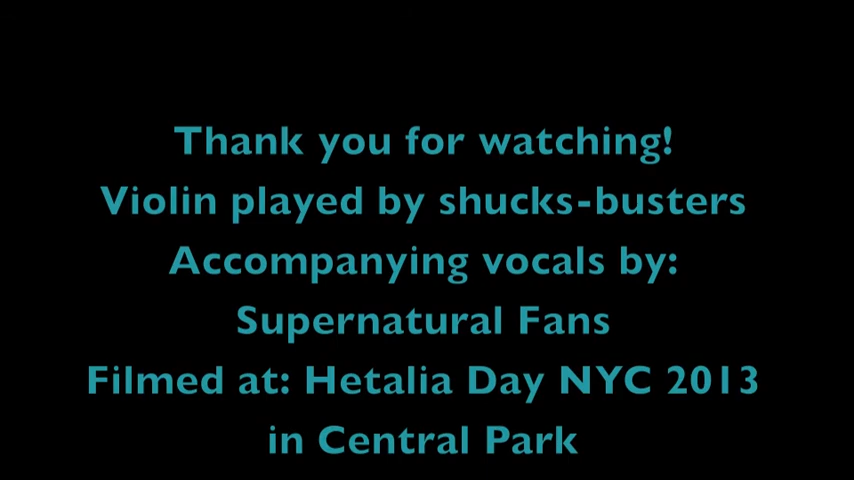 Thank you for watching!
Violin played by shucks-busters
Accompanying vocals by:
Supernatural Fans
Filmed at: Hetalia Day NYC 2013
in Central Park